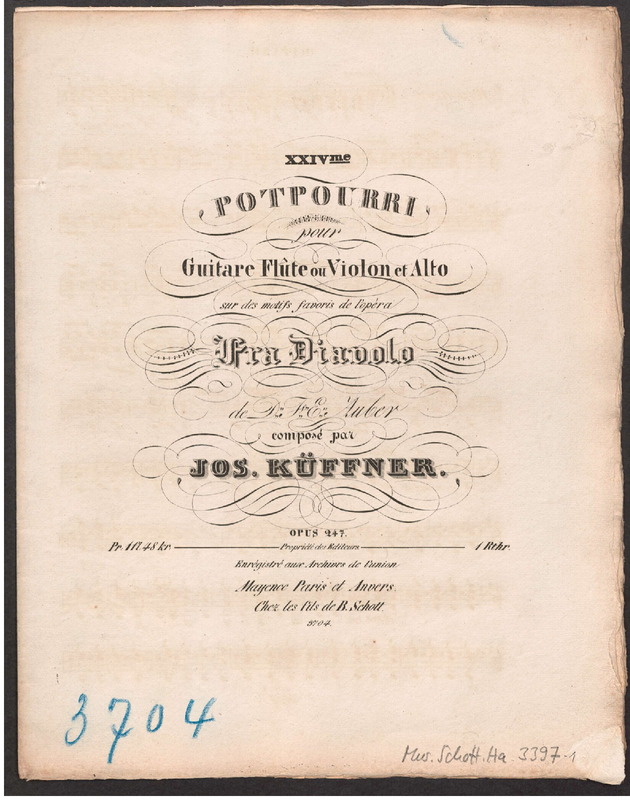 XXIVme
POTPOURRI
pour
Guitare Flûte ou Violon et Alto
sur des motifs favoris de l'opéra
Fra Diavolo
de D. F. E. Auber
composé par
JOS. KÜFFNER.
OPUS 247.
Pr. 1 fl. 48 kr. Propriété des Editeurs 1 Rthr.
Enrégistré aux Archives de l'union
Mayence Paris et Anvers
Chez les fils de B. Schott.
3704.
3704
Mus. Schott. Ha 3397-1